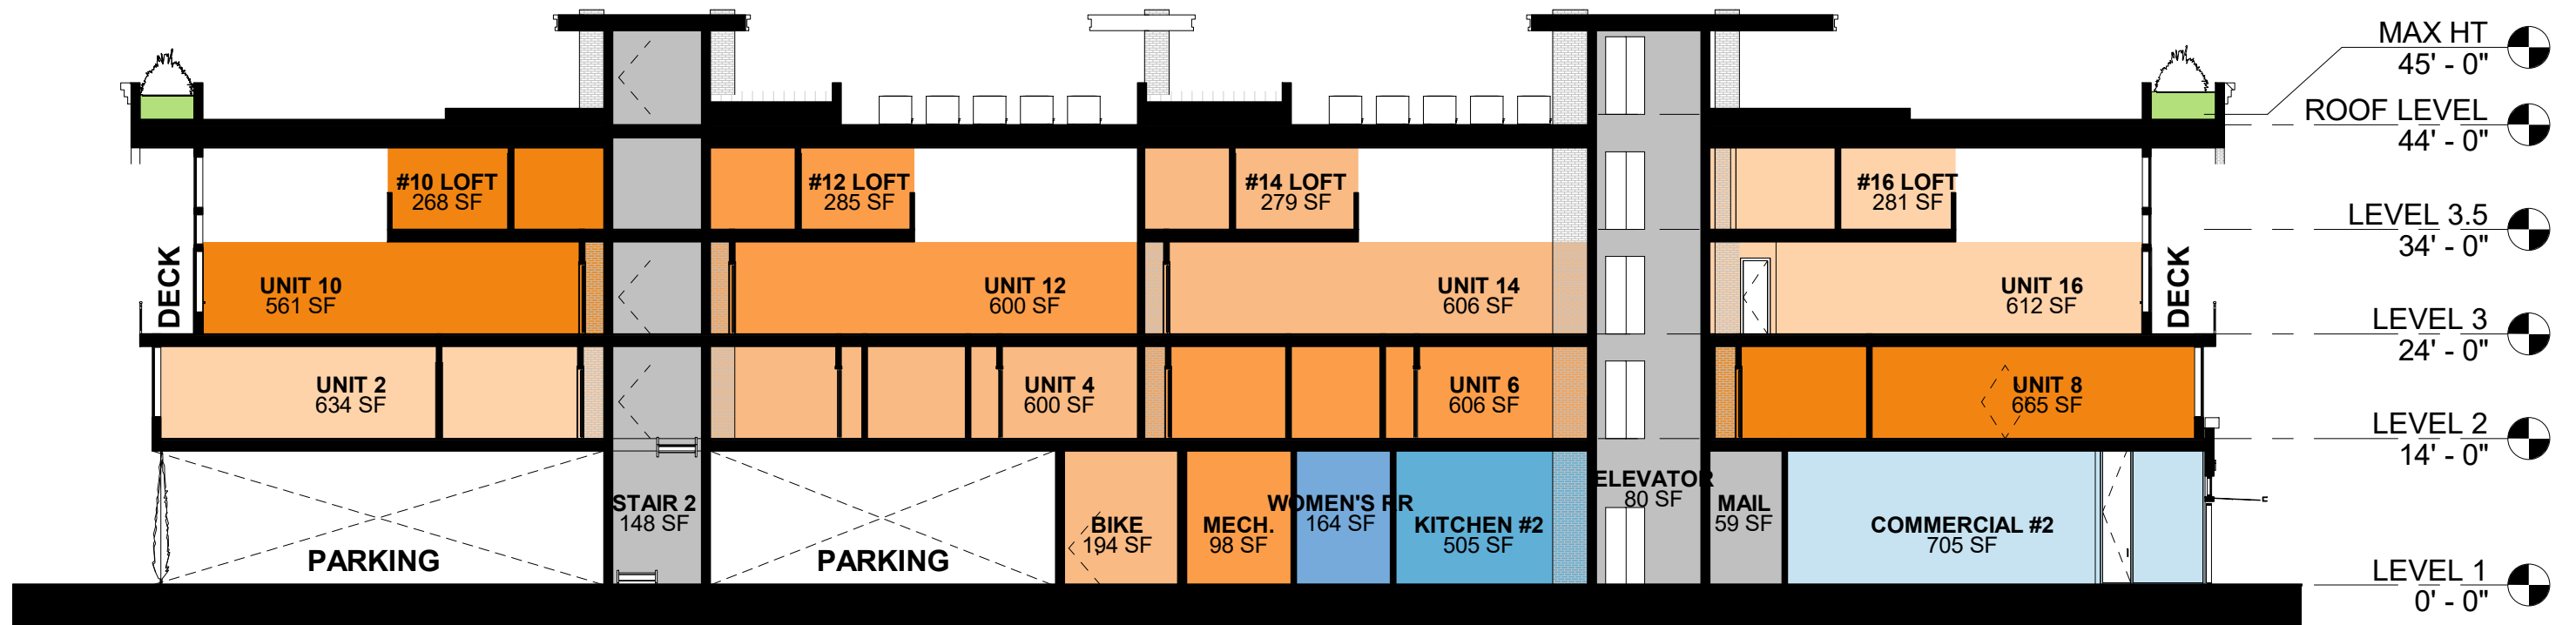 MAX HT
45' - 0"
ROOF LEVEL
44' - 0"
#10 LOFT
268 SF
#12 LOFT
285 SF
#14 LOFT
279 SF
#16 LOFT
281 SF
LEVEL 3.5
34' - 0"
DECK
UNIT 10
561 SF
UNIT 12
600 SF
UNIT 14
606 SF
UNIT 16
612 SF
DECK
LEVEL 3
24' - 0"
UNIT 2
634 SF
UNIT 4
600 SF
UNIT 6
606 SF
UNIT 8
665 SF
LEVEL 2
14' - 0"
PARKING
STAIR 2
148 SF
PARKING
BIKE
194 SF
MECH.
98 SF
WOMEN'S RR
164 SF
KITCHEN #2
505 SF
ELEVATOR
80 SF
MAIL
59 SF
COMMERCIAL #2
705 SF
LEVEL 1
0' - 0"